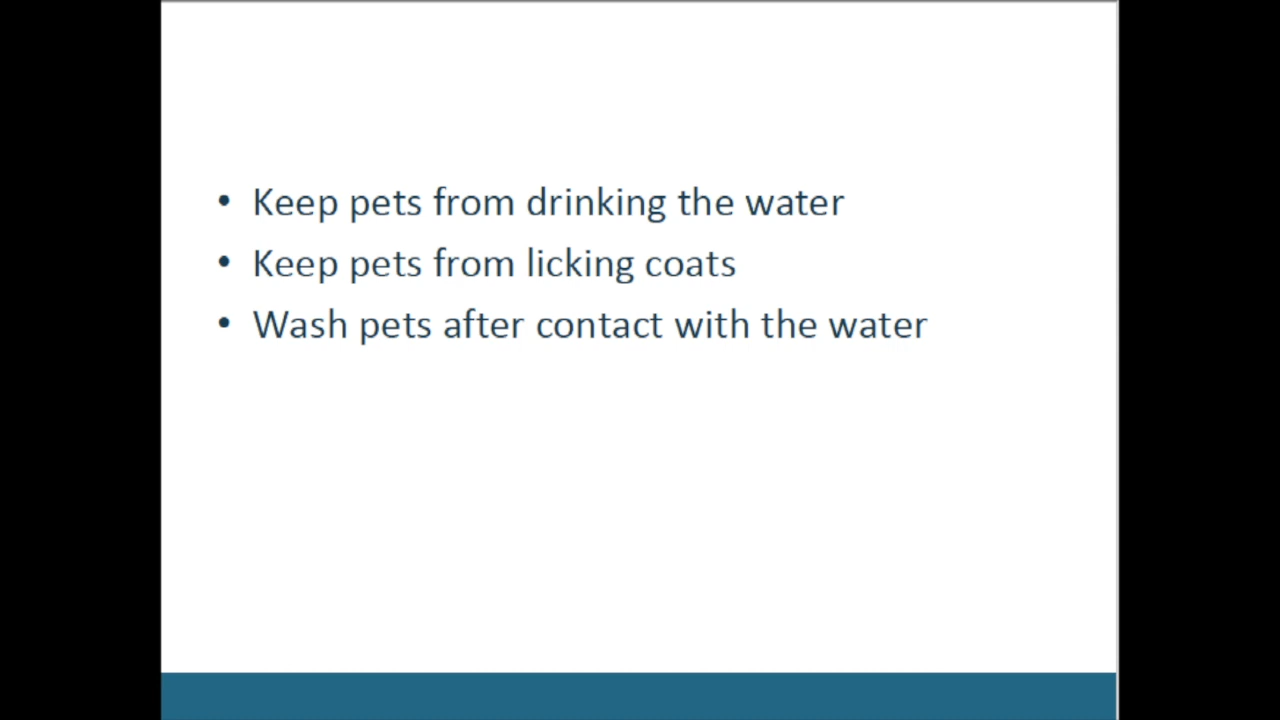 • Keep pets from drinking the water
• Keep pets from licking coats
• Wash pets after contact with the water